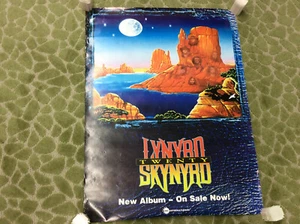 LYNYRD
TWENTY
SKYNYRD
New Album – On Sale Now!